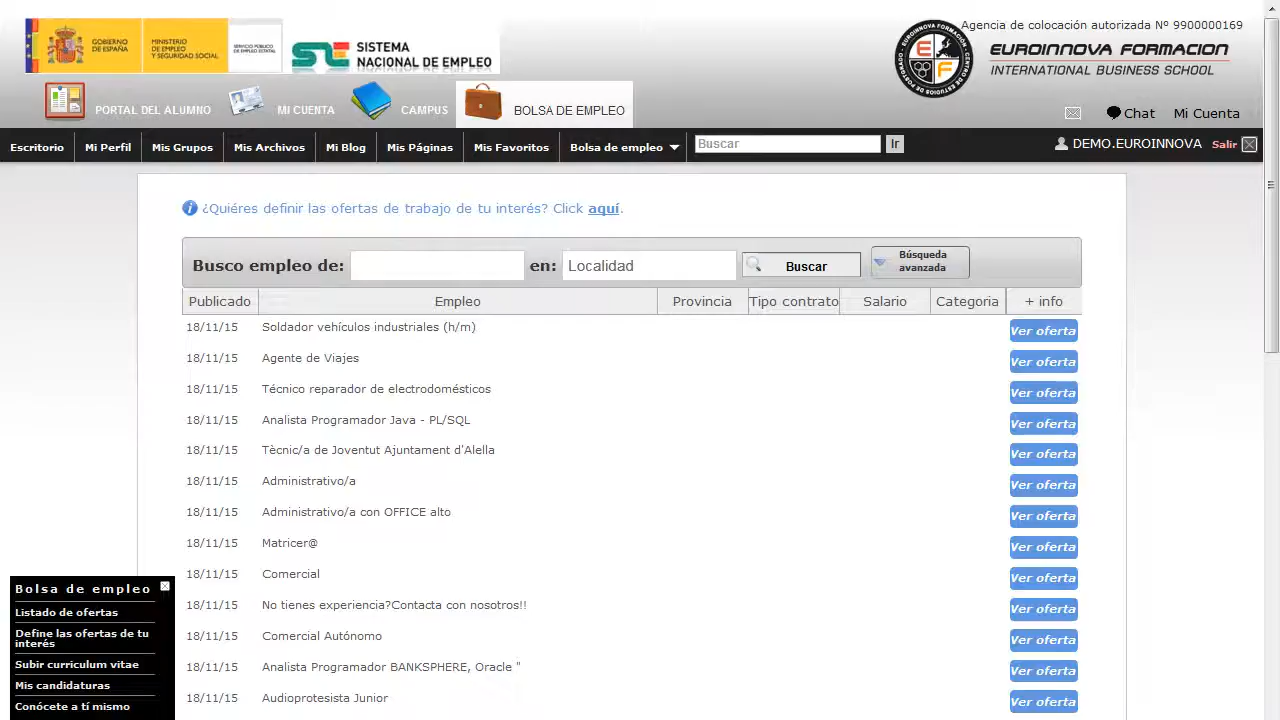 GOBIERNO
DE ESPAÑA
MINISTERIO
DE EMPLEO
Y SEGURIDAD SOCIAL
SERVICIO PÚBLICO
DE EMPLEO ESTATAL
SISTEMA
NACIONAL DE EMPLEO
Agencia de colocación autorizada Nº 9900000169
EUROINNOVA FORMACIÓN
CENTRO DE ESTUDIOS DE POSTGRADO
E
F
EUROINNOVA FORMACION
INTERNATIONAL BUSINESS SCHOOL
PORTAL DEL ALUMNO
MI CUENTA
CAMPUS
BOLSA DE EMPLEO
Chat
Mi Cuenta
Escritorio
Mi Perfil
Mis Grupos
Mis Archivos
Mi Blog
Mis Páginas
Mis Favoritos
Bolsa de empleo
Buscar
Ir
DEMO.EUROINNOVA
Salir
¿Quiéres definir las ofertas de trabajo de tu interés? Click aquí.
Busco empleo de:
en:
Localidad
Buscar
Búsqueda
avanzada
Publicado Empleo Provincia Tipo contrato Salario Categoria + info
18/11/15 Soldador vehículos industriales (h/m) Ver oferta
18/11/15 Agente de Viajes Ver oferta
18/11/15 Técnico reparador de electrodomésticos Ver oferta
18/11/15 Analista Programador Java - PL/SQL Ver oferta
18/11/15 Tècnic/a de Joventut Ajuntament d'Alella Ver oferta
18/11/15 Administrativo/a Ver oferta
18/11/15 Administrativo/a con OFFICE alto Ver oferta
18/11/15 Matricer@ Ver oferta
18/11/15 Comercial Ver oferta
18/11/15 No tienes experiencia?Contacta con nosotros!! Ver oferta
18/11/15 Comercial Autónomo Ver oferta
18/11/15 Analista Programador BANKSPHERE, Oracle " Ver oferta
18/11/15 Audioprotesista Junior Ver oferta
Bolsa de empleo
Listado de ofertas
Define las ofertas de tu
interés
Subir curriculum vitae
Mis candidaturas
Conócete a tí mismo